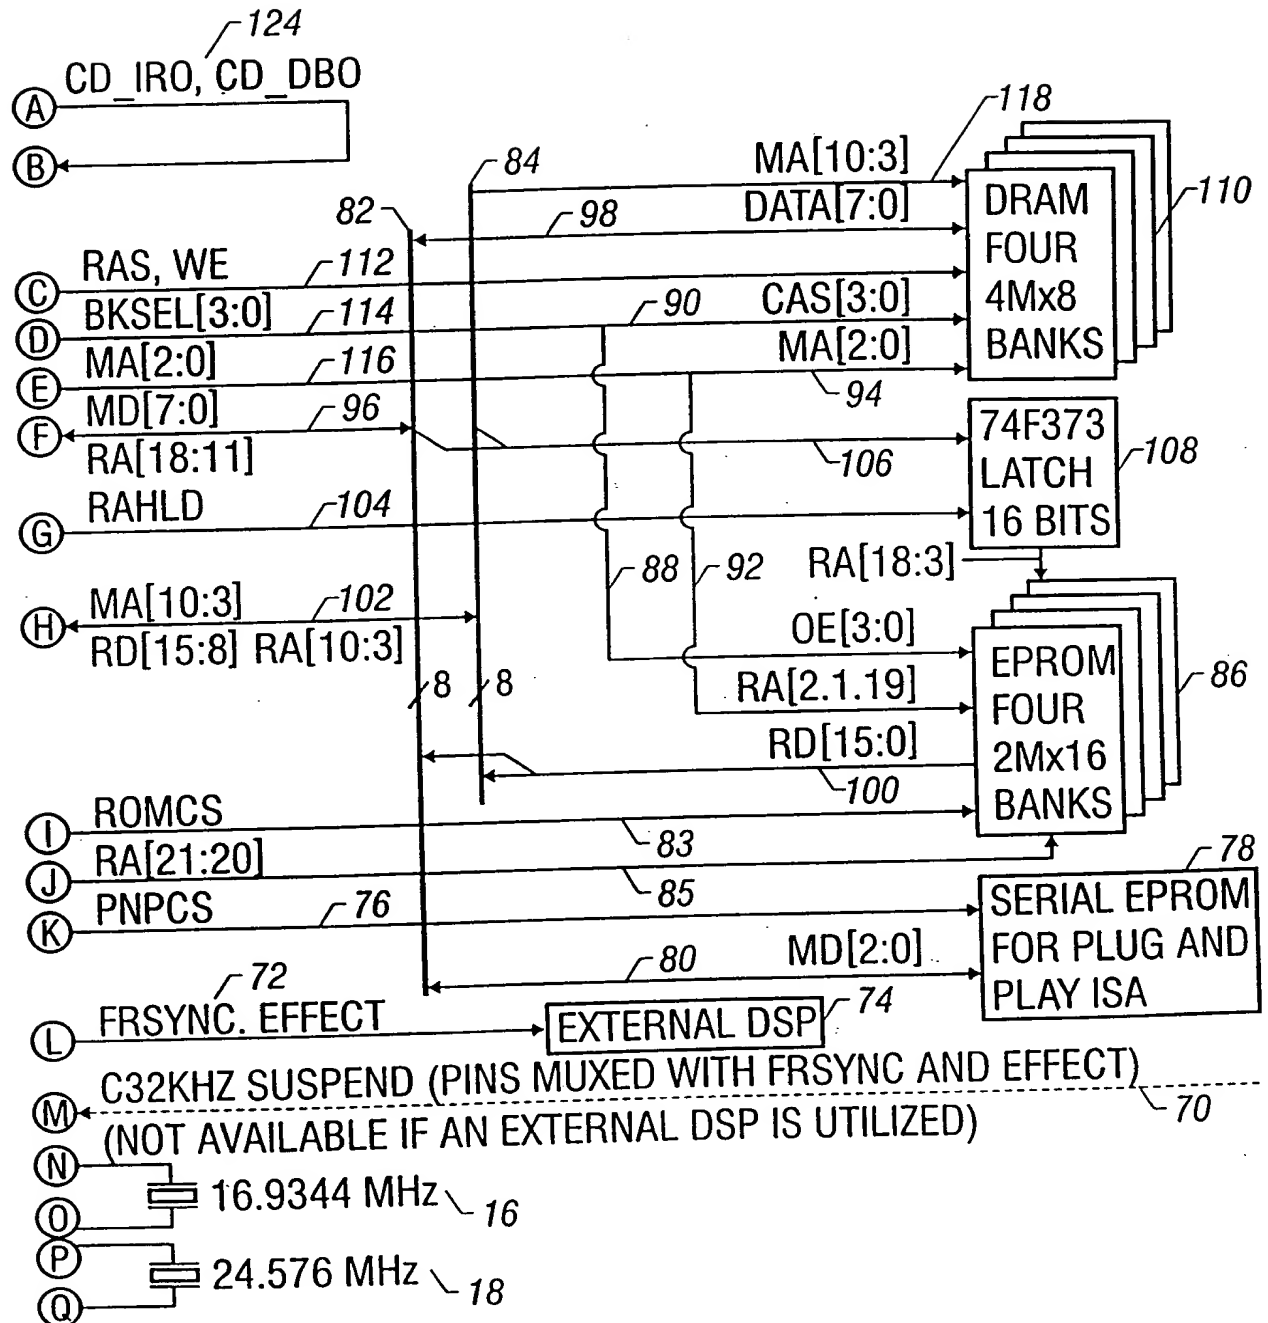 124
CD_IRO, CD_DBO
A
B
118
84
MA[10:3]
82
98
DATA[7:0]
DRAM
FOUR
4Mx8
BANKS
110
C
RAS, WE
112
D
BKSEL[3:0]
114
90
CAS[3:0]
E
MA[2:0]
116
MA[2:0]
94
F
MD[7:0]
96
RA[18:11]
106
74F373
LATCH
16 BITS
108
G
RAHLD
104
RA[18:3]
88
92
H
MA[10:3]
102
RD[15:8] RA[10:3]
OE[3:0]
8
8
RA[2.1.19]
EPROM
FOUR
2Mx16
BANKS
86
RD[15:0]
100
I
ROMCS
83
J
RA[21:20]
85
K
PNPCS
76
78
SERIAL EPROM
FOR PLUG AND
PLAY ISA
80
MD[2:0]
72
L
FRSYNC. EFFECT
EXTERNAL DSP
74
M
C32KHZ SUSPEND (PINS MUXED WITH FRSYNC AND EFFECT)
70
(NOT AVAILABLE IF AN EXTERNAL DSP IS UTILIZED)
N
16.9344 MHz
16
O
P
24.576 MHz
18
Q